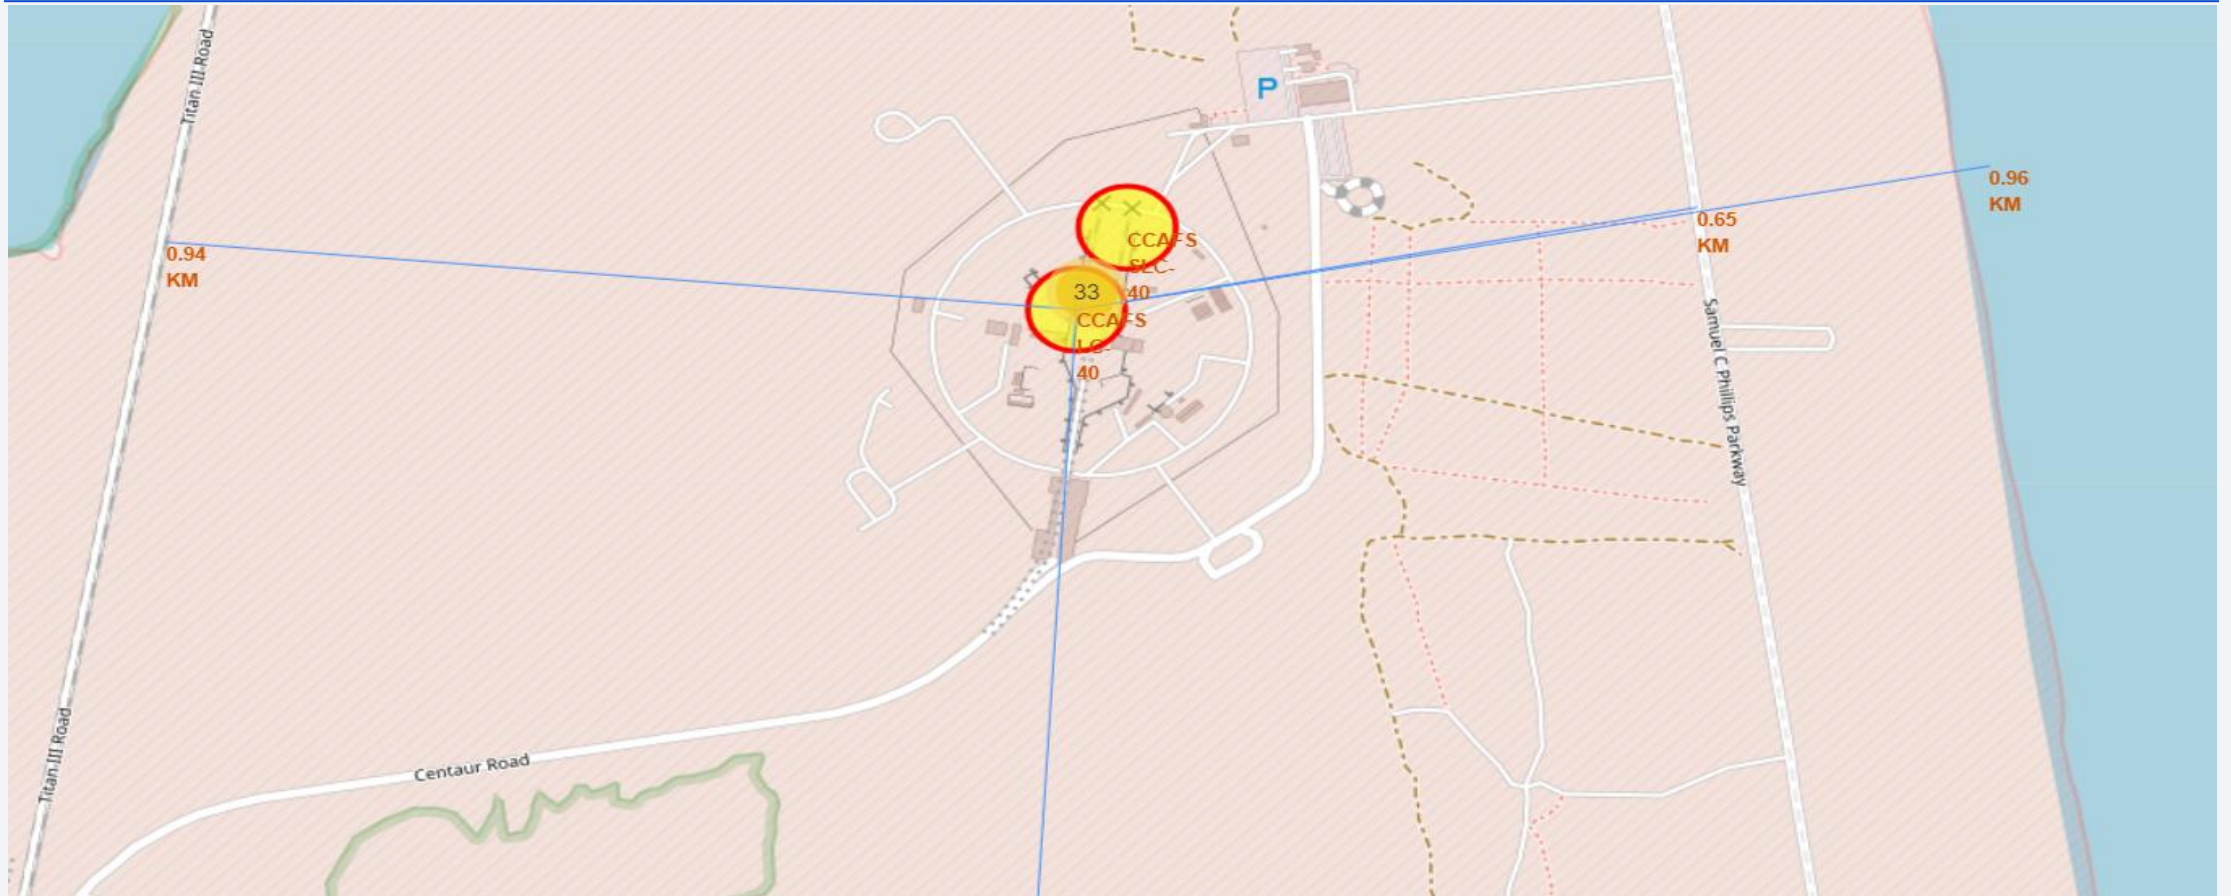 Titan III Road
P
0.96
KM
0.65
KM
CCAFS
SLC-
40
0.94
KM
33
CCAFS
LC-
40
Samuel C Phillips Parkway
Titan III Road
Centaur Road